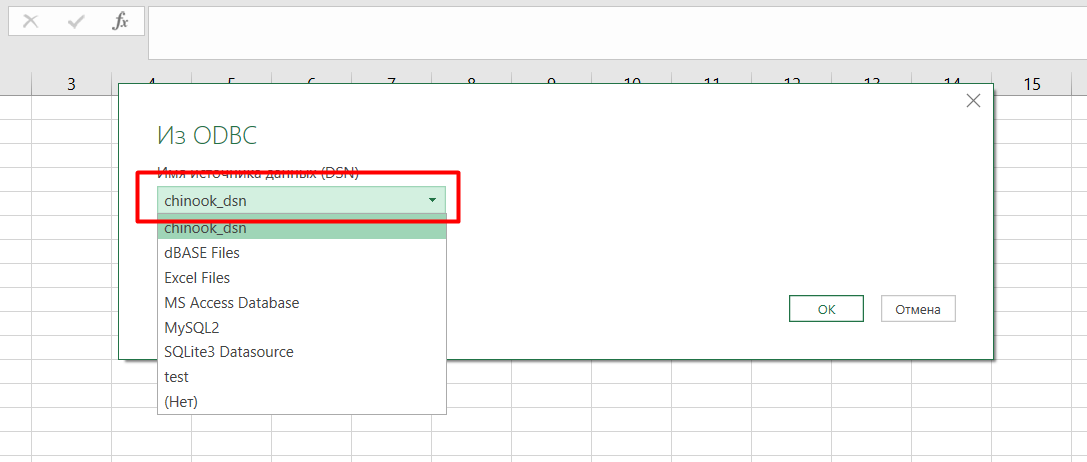 fx
3 4 5 6 7 8 9 10 11 12 13 14 15
Из ODBC
Имя источника данных (DSN)
chinook_dsn
chinook_dsn
dBASE Files
Excel Files
MS Access Database
MySQL2
SQLite3 Datasource
test
(Нет)
ОК
Отмена